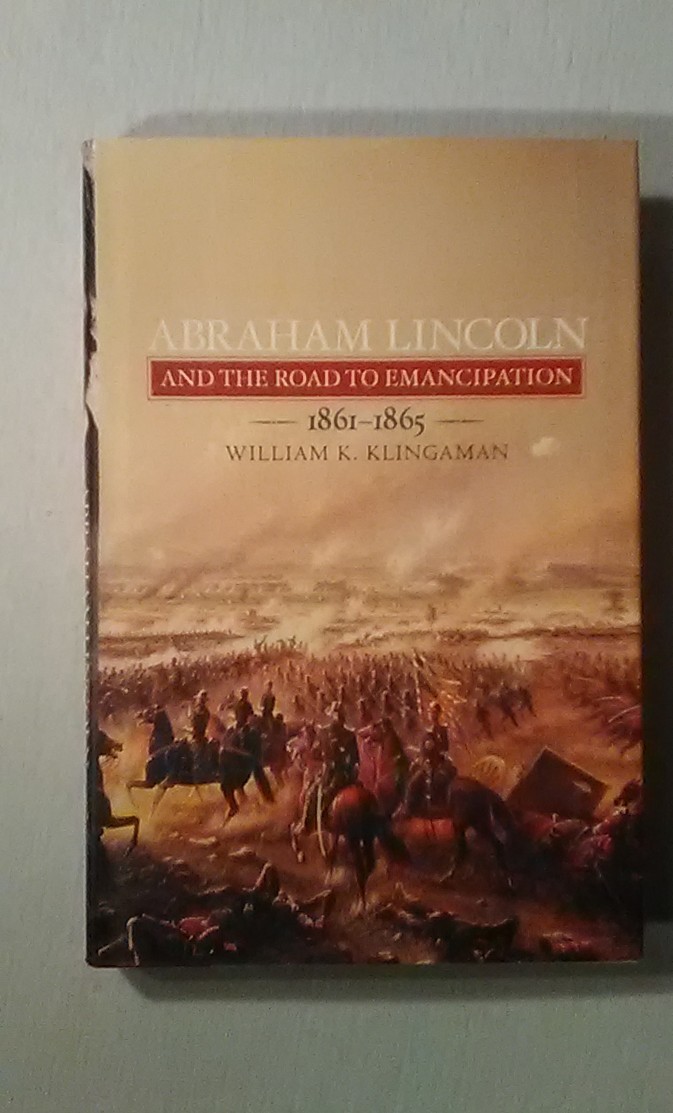 ABRAHAM LINCOLN
AND THE ROAD TO EMANCIPATION
1861–1865
WILLIAM K. KLINGAMAN